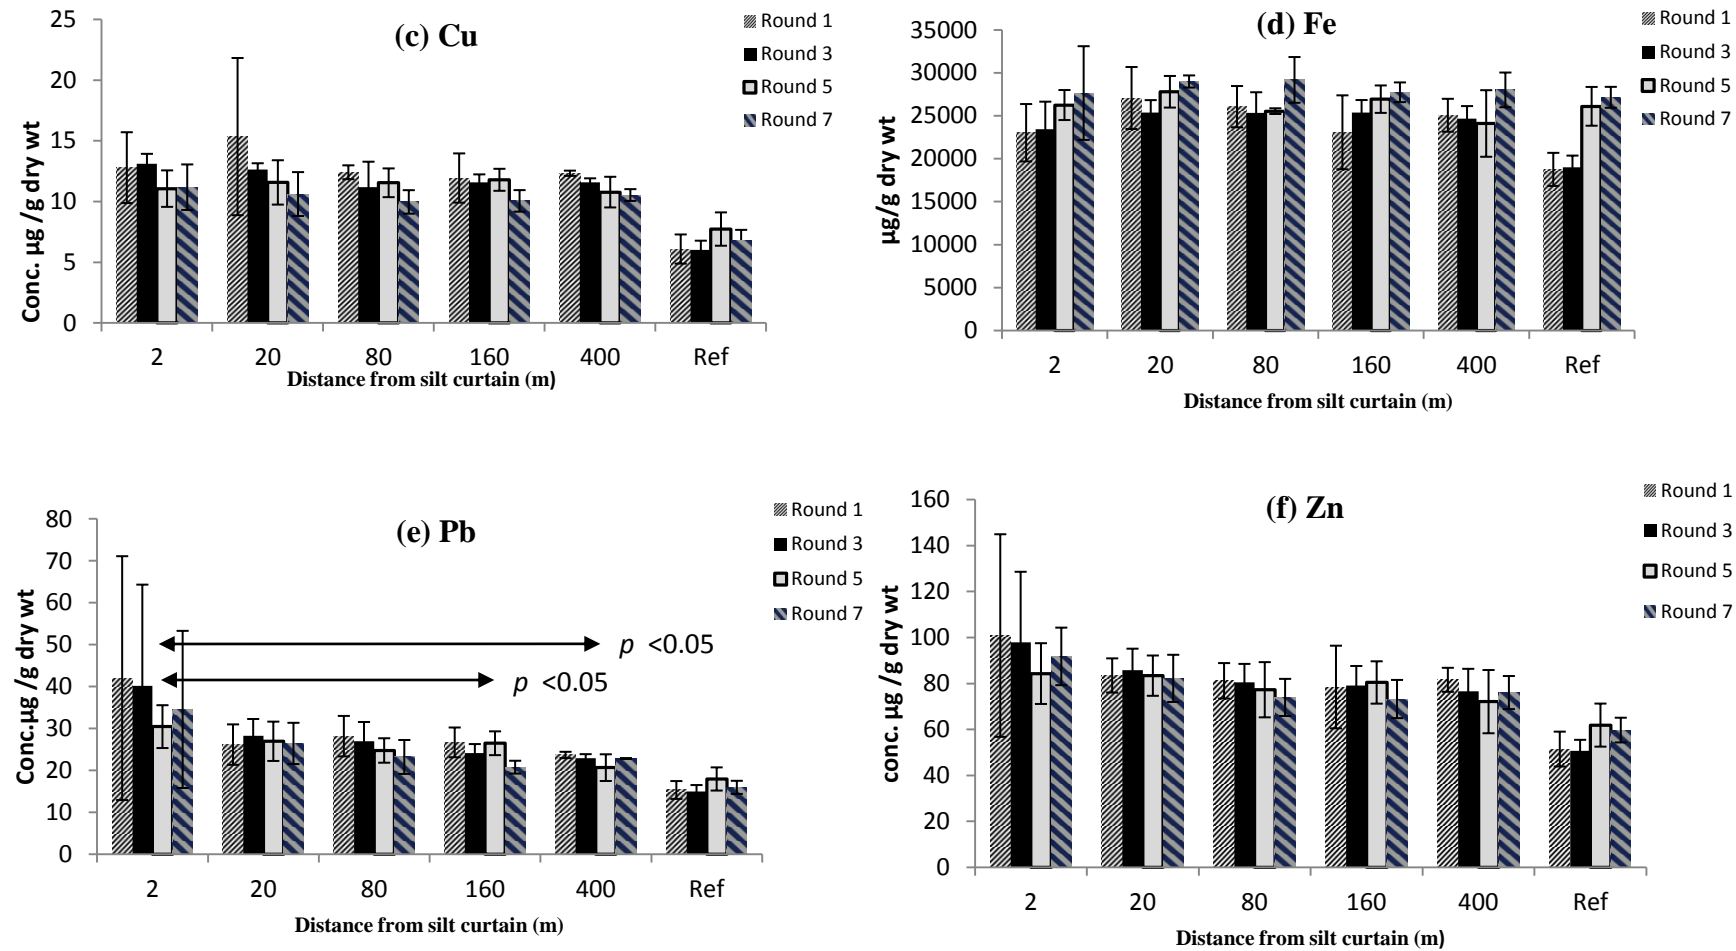 (c) Cu
Conc. µg /g dry wt
25
20
15
10
5
0
2 20 80 160 400 Ref
Distance from silt curtain (m)
Round 1
Round 3
Round 5
Round 7
(d) Fe
µg/g dry wt
35000
30000
25000
20000
15000
10000
5000
0
2 20 80 160 400 Ref
Distance from silt curtain (m)
Round 1
Round 3
Round 5
Round 7
(e) Pb
Conc.µg /g dry wt
80
70
60
50
40
30
20
10
0
p <0.05
p <0.05
2 20 80 160 400 Ref
Distance from silt curtain (m)
Round 1
Round 3
Round 5
Round 7
(f) Zn
conc. µg /g dry wt
160
140
120
100
80
60
40
20
0
2 20 80 160 400 Ref
Distance from silt curtain (m)
Round 1
Round 3
Round 5
Round 7